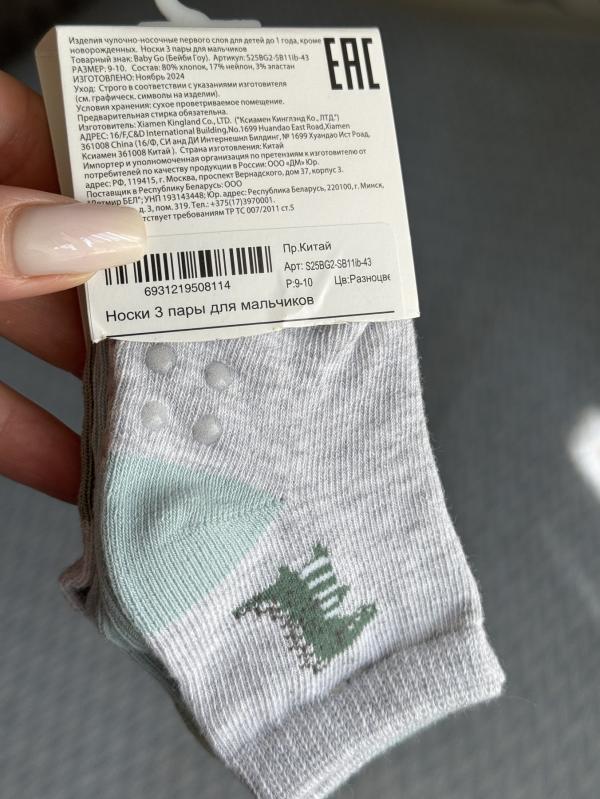 Изделия чулочно-носочные первого слоя для детей до 1 года, кроме
новорожденных. Носки 3 пары для мальчиков
Товарный знак: Baby Go (Бейби Гоу). Артикул: S25BG2-SB11ib-43
РАЗМЕР: 9-10. Состав: 80% хлопок, 17% нейлон, 3% эластан
ИЗГОТОВЛЕНО: Ноябрь 2024
Уход: Строго в соответствии с указаниями изготовителя
(см. графическ. символы на изделии).
Условия хранения: сухое проветриваемое помещение.
Предварительная стирка обязательна.
Изготовитель: Xiamen Kingland Co., LTD. ("Ксиамен Кинглэнд Ко., ЛТД.")
АДРЕС: 16/F,C&D International Building,No.1699 Huandao East Road,Xiamen
361008 China (16/Ф, СИ анд ДИ Интернешнл Билдинг, № 1699 Хуандао Ист Роад,
Ксиамен 361008 Китай ). Страна изготовления: Китай
Импортер и уполномоченная организация по претензиям к изготовителю от
потребителей по качеству продукции в России: ООО «ДМ» Юр.
адрес: РФ, 119415, г. Москва, проспект Вернадского, дом 37, корпус 3.
Поставщик в Республику Беларусь: ООО
"Детмир БЕЛ"; УНП 193143448; Юр. адрес: Республика Беларусь, 220100, г. Минск,
д. 3, пом. 319. Тел.: +375(17)3970001.
требованиям ТР ТС 007/2011 ст.5
EAC
Пр.Китай
Арт: S25BG2-SB11ib-43
Р:9-10 Цв:Разноцве
6931219508114
Носки 3 пары для мальчиков